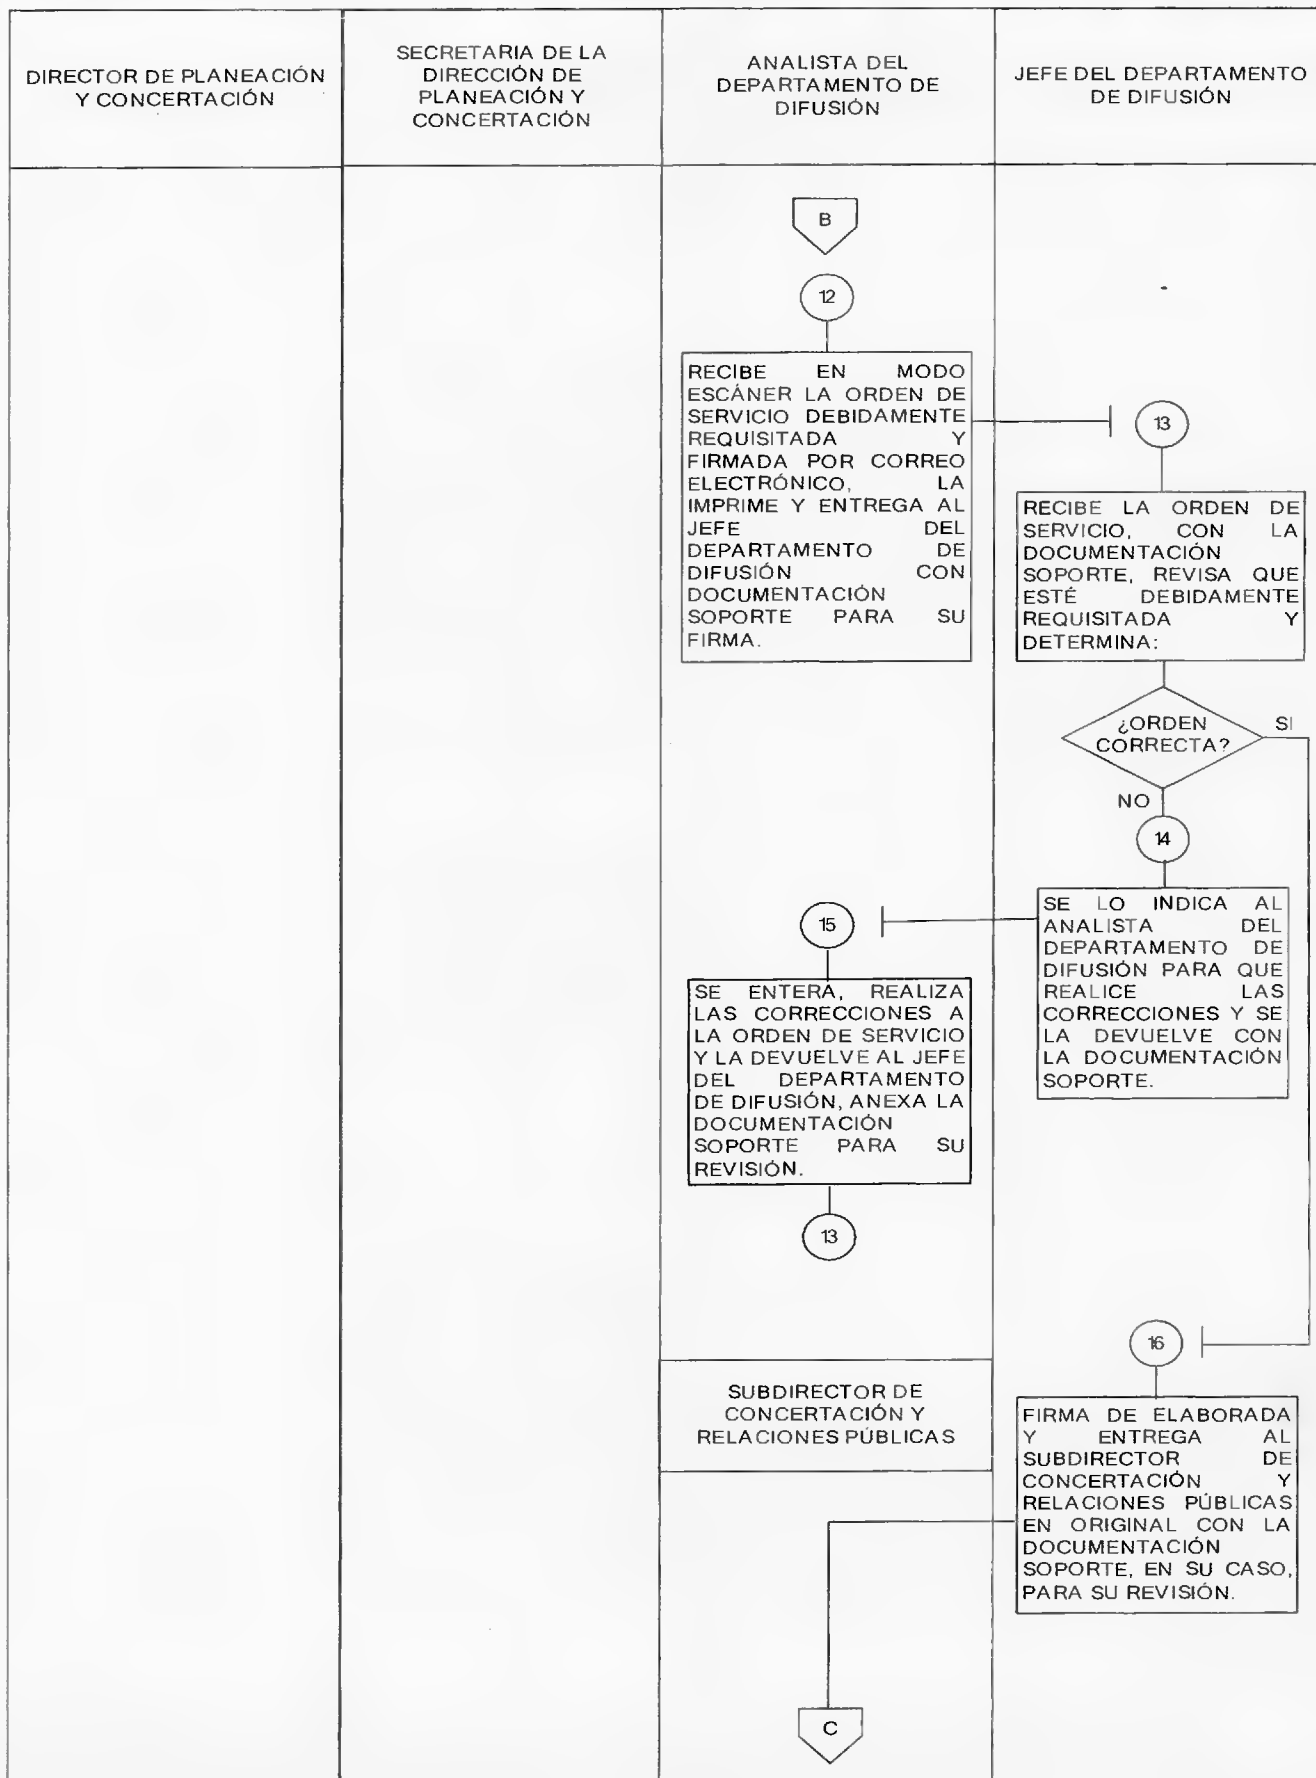 DIRECTOR DE PLANEACIÓN
Y CONCERTACIÓN
SECRETARIA DE LA
DIRECCIÓN DE
PLANEACIÓN Y
CONCERTACIÓN
ANALISTA DEL
DEPARTAMENTO DE
DIFUSIÓN
JEFE DEL DEPARTAMENTO
DE DIFUSIÓN
B
12
RECIBE EN MODO
ESCÁNER LA ORDEN DE
SERVICIO DEBIDAMENTE
REQUISITADA Y
FIRMADA POR CORREO
ELECTRÓNICO, LA
IMPRIME Y ENTREGA AL
JEFE DEL
DEPARTAMENTO DE
DIFUSIÓN CON
DOCUMENTACIÓN
SOPORTE PARA SU
FIRMA.
13
RECIBE LA ORDEN DE
SERVICIO, CON LA
DOCUMENTACIÓN
SOPORTE, REVISA QUE
ESTÉ DEBIDAMENTE
REQUISITADA Y
DETERMINA:
¿ORDEN
CORRECTA?
SI
NO
14
SE LO INDICA AL
ANALISTA DEL
DEPARTAMENTO DE
DIFUSIÓN PARA QUE
REALICE LAS
CORRECCIONES Y SE
LA DEVUELVE CON
LA DOCUMENTACIÓN
SOPORTE.
15
SE ENTERA, REALIZA
LAS CORRECCIONES A
LA ORDEN DE SERVICIO
Y LA DEVUELVE AL JEFE
DEL DEPARTAMENTO
DE DIFUSIÓN, ANEXA LA
DOCUMENTACIÓN
SOPORTE PARA SU
REVISIÓN.
13
16
SUBDIRECTOR DE
CONCERTACIÓN Y
RELACIONES PÚBLICAS
FIRMA DE ELABORADA
Y ENTREGA AL
SUBDIRECTOR DE
CONCERTACIÓN Y
RELACIONES PÚBLICAS
EN ORIGINAL CON LA
DOCUMENTACIÓN
SOPORTE, EN SU CASO,
PARA SU REVISIÓN.
C